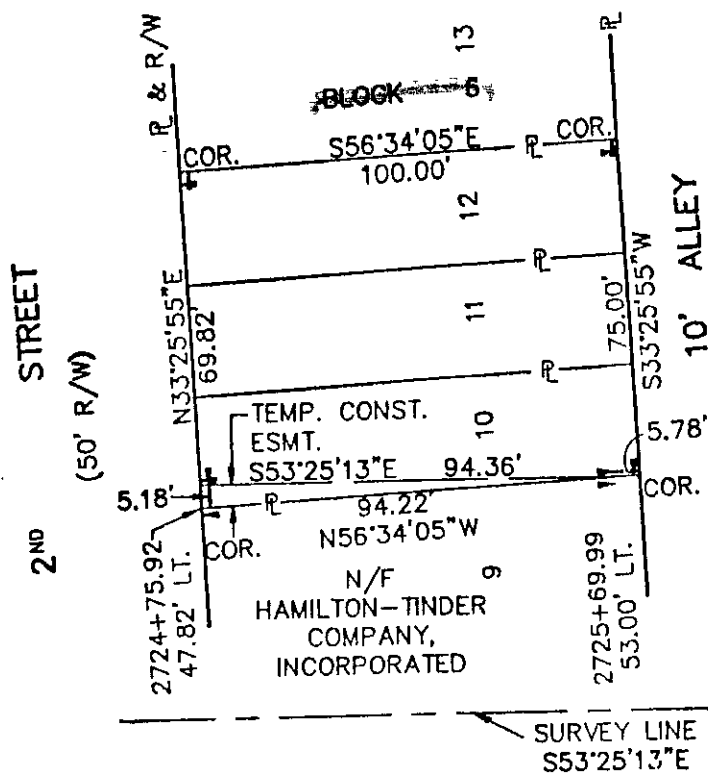 ℄ & R/W
13
℄
BLOCK 6
COR.
S56°34'05"E
℄
COR.
100.00'
12
STREET
2ND
(50' R/W)
N33°25'55"E
69.82'
℄
11
75.00'
S33°25'55"W
10' ALLEY
℄
TEMP. CONST.
ESMT.
10
S53°25'13"E 94.36'
5.78'
5.18'
℄
94.22'
COR.
N56°34'05"W
COR.
2724+75.92
47.82' LT.
N/F
9
HAMILTON-TINDER
COMPANY,
INCORPORATED
2725+69.99
53.00' LT.
SURVEY LINE
S53°25'13"E